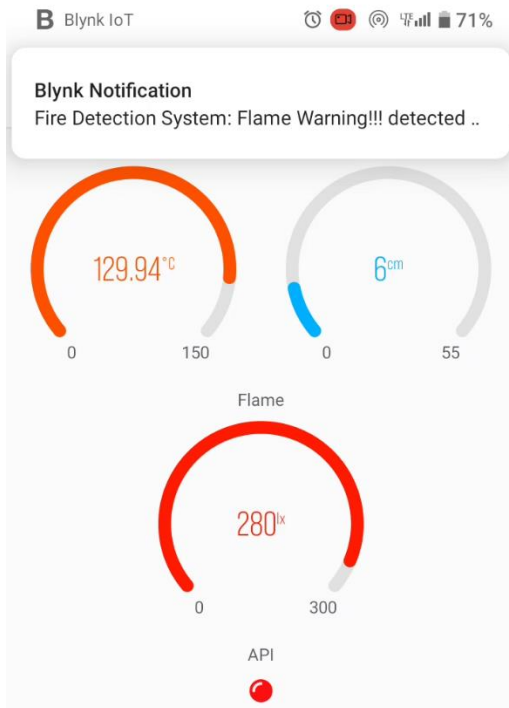 B Blynk IoT 71%
Blynk Notification
Fire Detection System: Flame Warning!!! detected ..
129.94°C 6cm
0 150 0 55
Flame
280lx
0 300
API